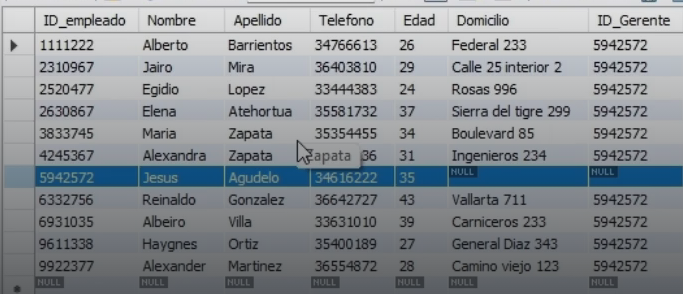 ID_empleado Nombre Apellido Telefono Edad Domicilio ID_Gerente
1111222 Alberto Barrientos 34766613 26 Federal 233 5942572
2310967 Jairo Mira 36403810 29 Calle 25 interior 2 5942572
2520477 Egidio Lopez 33444383 24 Rosas 996 5942572
2630867 Elena Atehortua 35581732 37 Sierra del tigre 299 5942572
3833745 Maria Zapata 35354455 34 Boulevard 85 5942572
4245367 Alexandra Zapata Zapata 36 31 Ingenieros 234 5942572
5942572 Jesus Agudelo 34616222 35 NULL NULL
6332756 Reinaldo Gonzalez 36642727 43 Vallarta 711 5942572
6931035 Albeiro Villa 33631010 39 Carniceros 233 5942572
9611338 Haygnes Ortiz 35400189 27 General Diaz 343 5942572
9922377 Alexander Martinez 36554872 28 Camino viejo 123 5942572
NULL NULL NULL NULL NULL NULL NULL